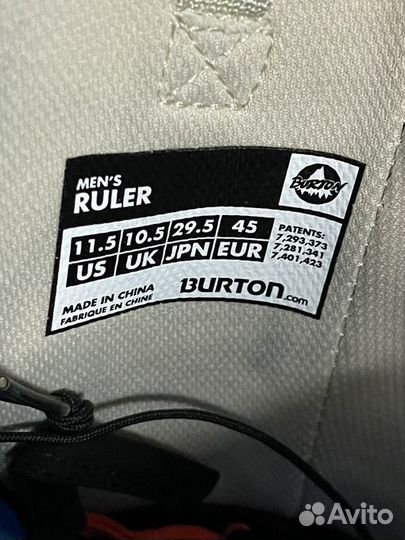 MEN'S
RULER
BURTON
11.5 10.5 29.5 45
US UK JPN EUR
PATENTS:
7,293,373
7,281,341
7,401,423
MADE IN CHINA
FABRIQUE EN CHINE
BURTON.com
Avito